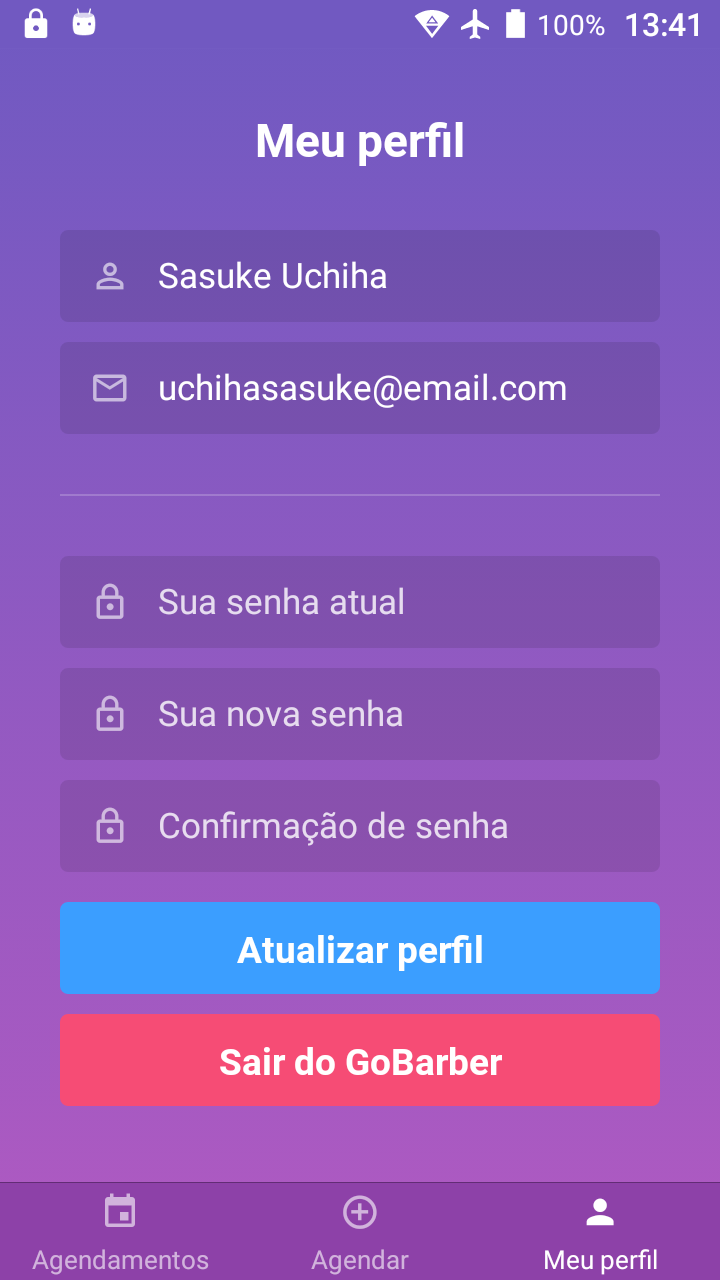 100% 13:41
Meu perfil
Sasuke Uchiha
uchihasasuke@email.com
Sua senha atual
Sua nova senha
Confirmação de senha
Atualizar perfil
Sair do GoBarber
Agendamentos Agendar Meu perfil